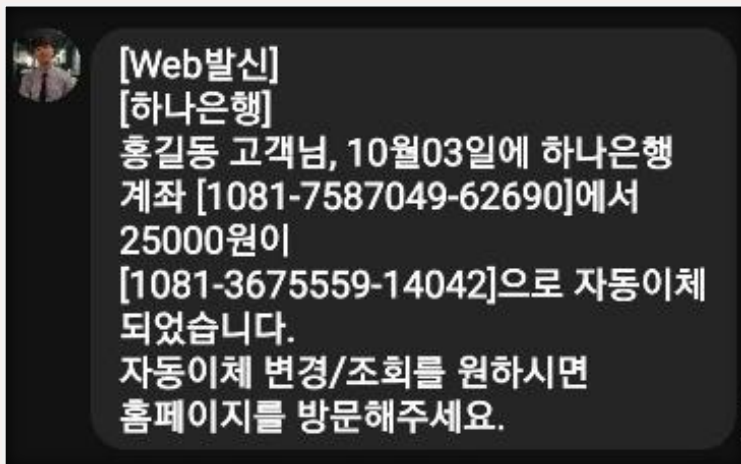 [Web발신]
[하나은행]
홍길동 고객님, 10월03일에 하나은행
계좌 [1081-7587049-62690]에서
25000원이
[1081-3675559-14042]으로 자동이체
되었습니다.
자동이체 변경/조회를 원하시면
홈페이지를 방문해주세요.